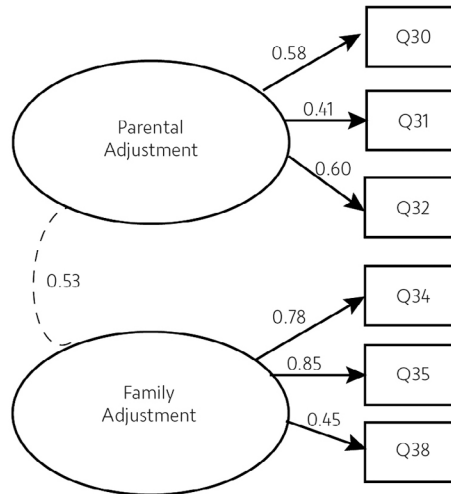 Q30
0.58
Parental
Adjustment
0.41
Q31
0.60
Q32
0.53
Q34
0.78
Family
Adjustment
0.85
Q35
0.45
Q38